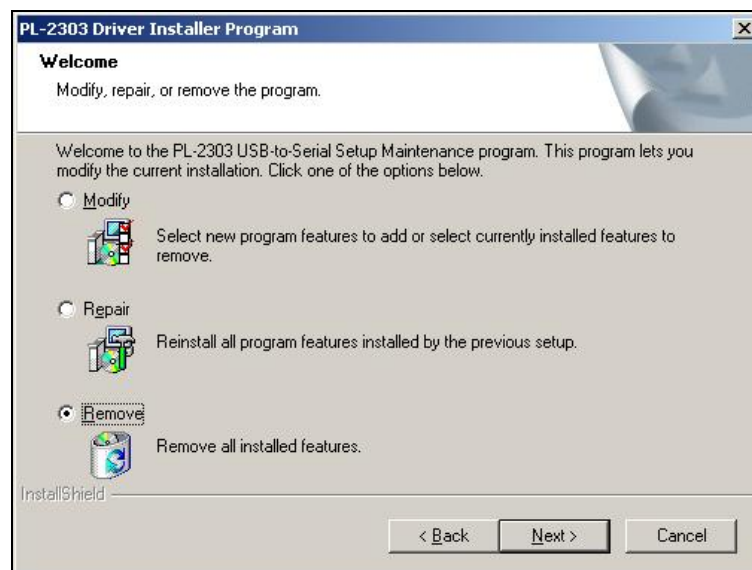 PL-2303 Driver Installer Program
Welcome
Modify, repair, or remove the program.
Welcome to the PL-2303 USB-to-Serial Setup Maintenance program. This program lets you
modify the current installation. Click one of the options below.
Modify
Select new program features to add or select currently installed features to
remove.
Repair
Reinstall all program features installed by the previous setup.
Remove
Remove all installed features.
InstallShield
< Back Next > Cancel